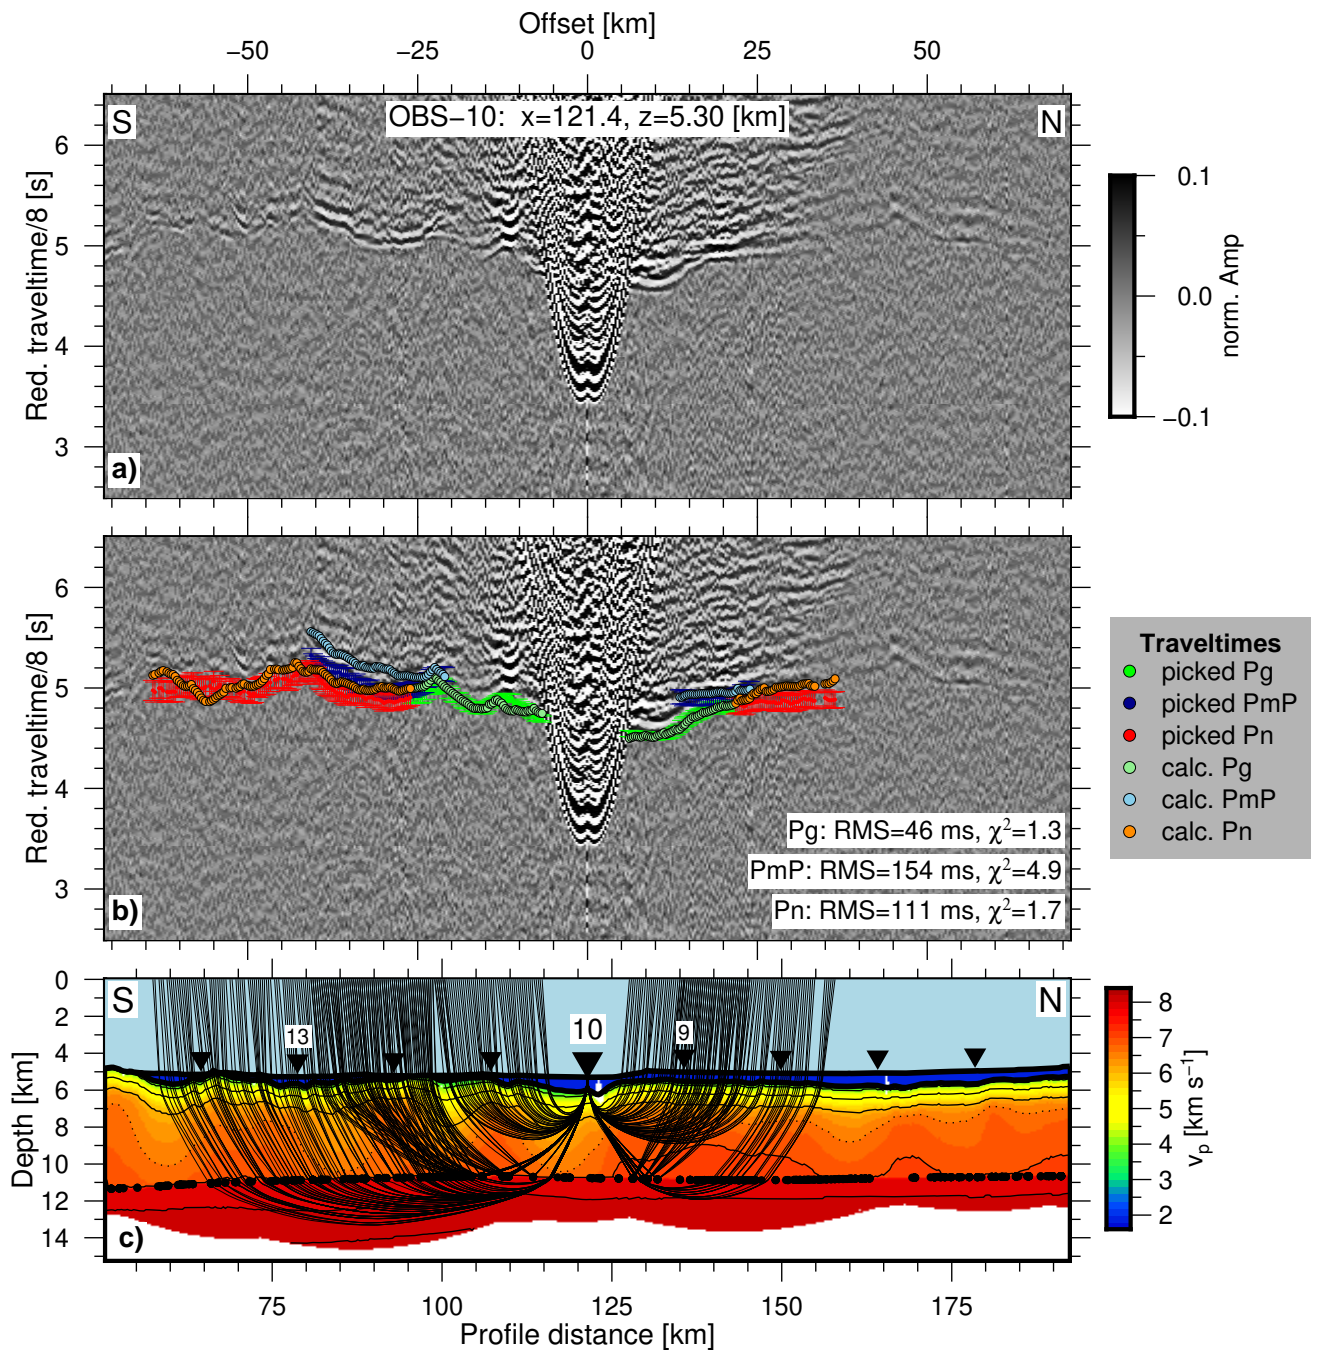 Offset [km]
−50 −25 0 25 50
S
OBS−10: x=121.4, z=5.30 [km]
N
Red. traveltime/8 [s]
6
5
4
3
a)
0.1
0.0
−0.1
norm. Amp
Red. traveltime/8 [s]
6
5
4
3
b)
Pg: RMS=46 ms, χ²=1.3
PmP: RMS=154 ms, χ²=4.9
Pn: RMS=111 ms, χ²=1.7
Traveltimes
picked Pg
picked PmP
picked Pn
calc. Pg
calc. PmP
calc. Pn
S
N
13
10
9
Depth [km]
0
2
4
6
8
10
12
14
c)
8
7
6
5
4
3
2
vp [km s⁻¹]
75 100 125 150 175
Profile distance [km]